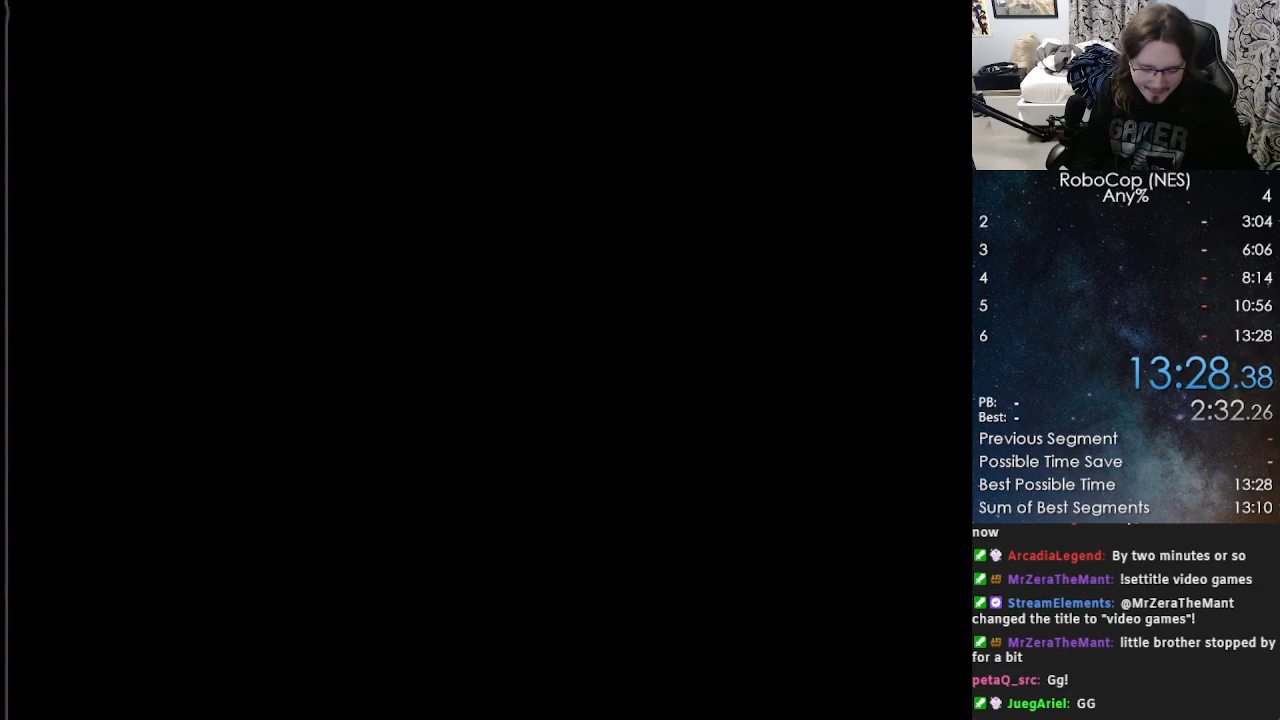 GAMER
RoboCop (NES)
Any% 4
2 - 3:04
3 - 6:06
4 - 8:14
5 - 10:56
6 - 13:28
13:28.38
PB: - 2:32.26
Best: -
Previous Segment -
Possible Time Save -
Best Possible Time 13:28
Sum of Best Segments 13:10
now
ArcadiaLegend: By two minutes or so
MrZeraTheMant: !settitle video games
StreamElements: @MrZeraTheMant
changed the title to "video games"!
MrZeraTheMant: little brother stopped by
for a bit
petaQ_src: Gg!
JuegAriel: GG